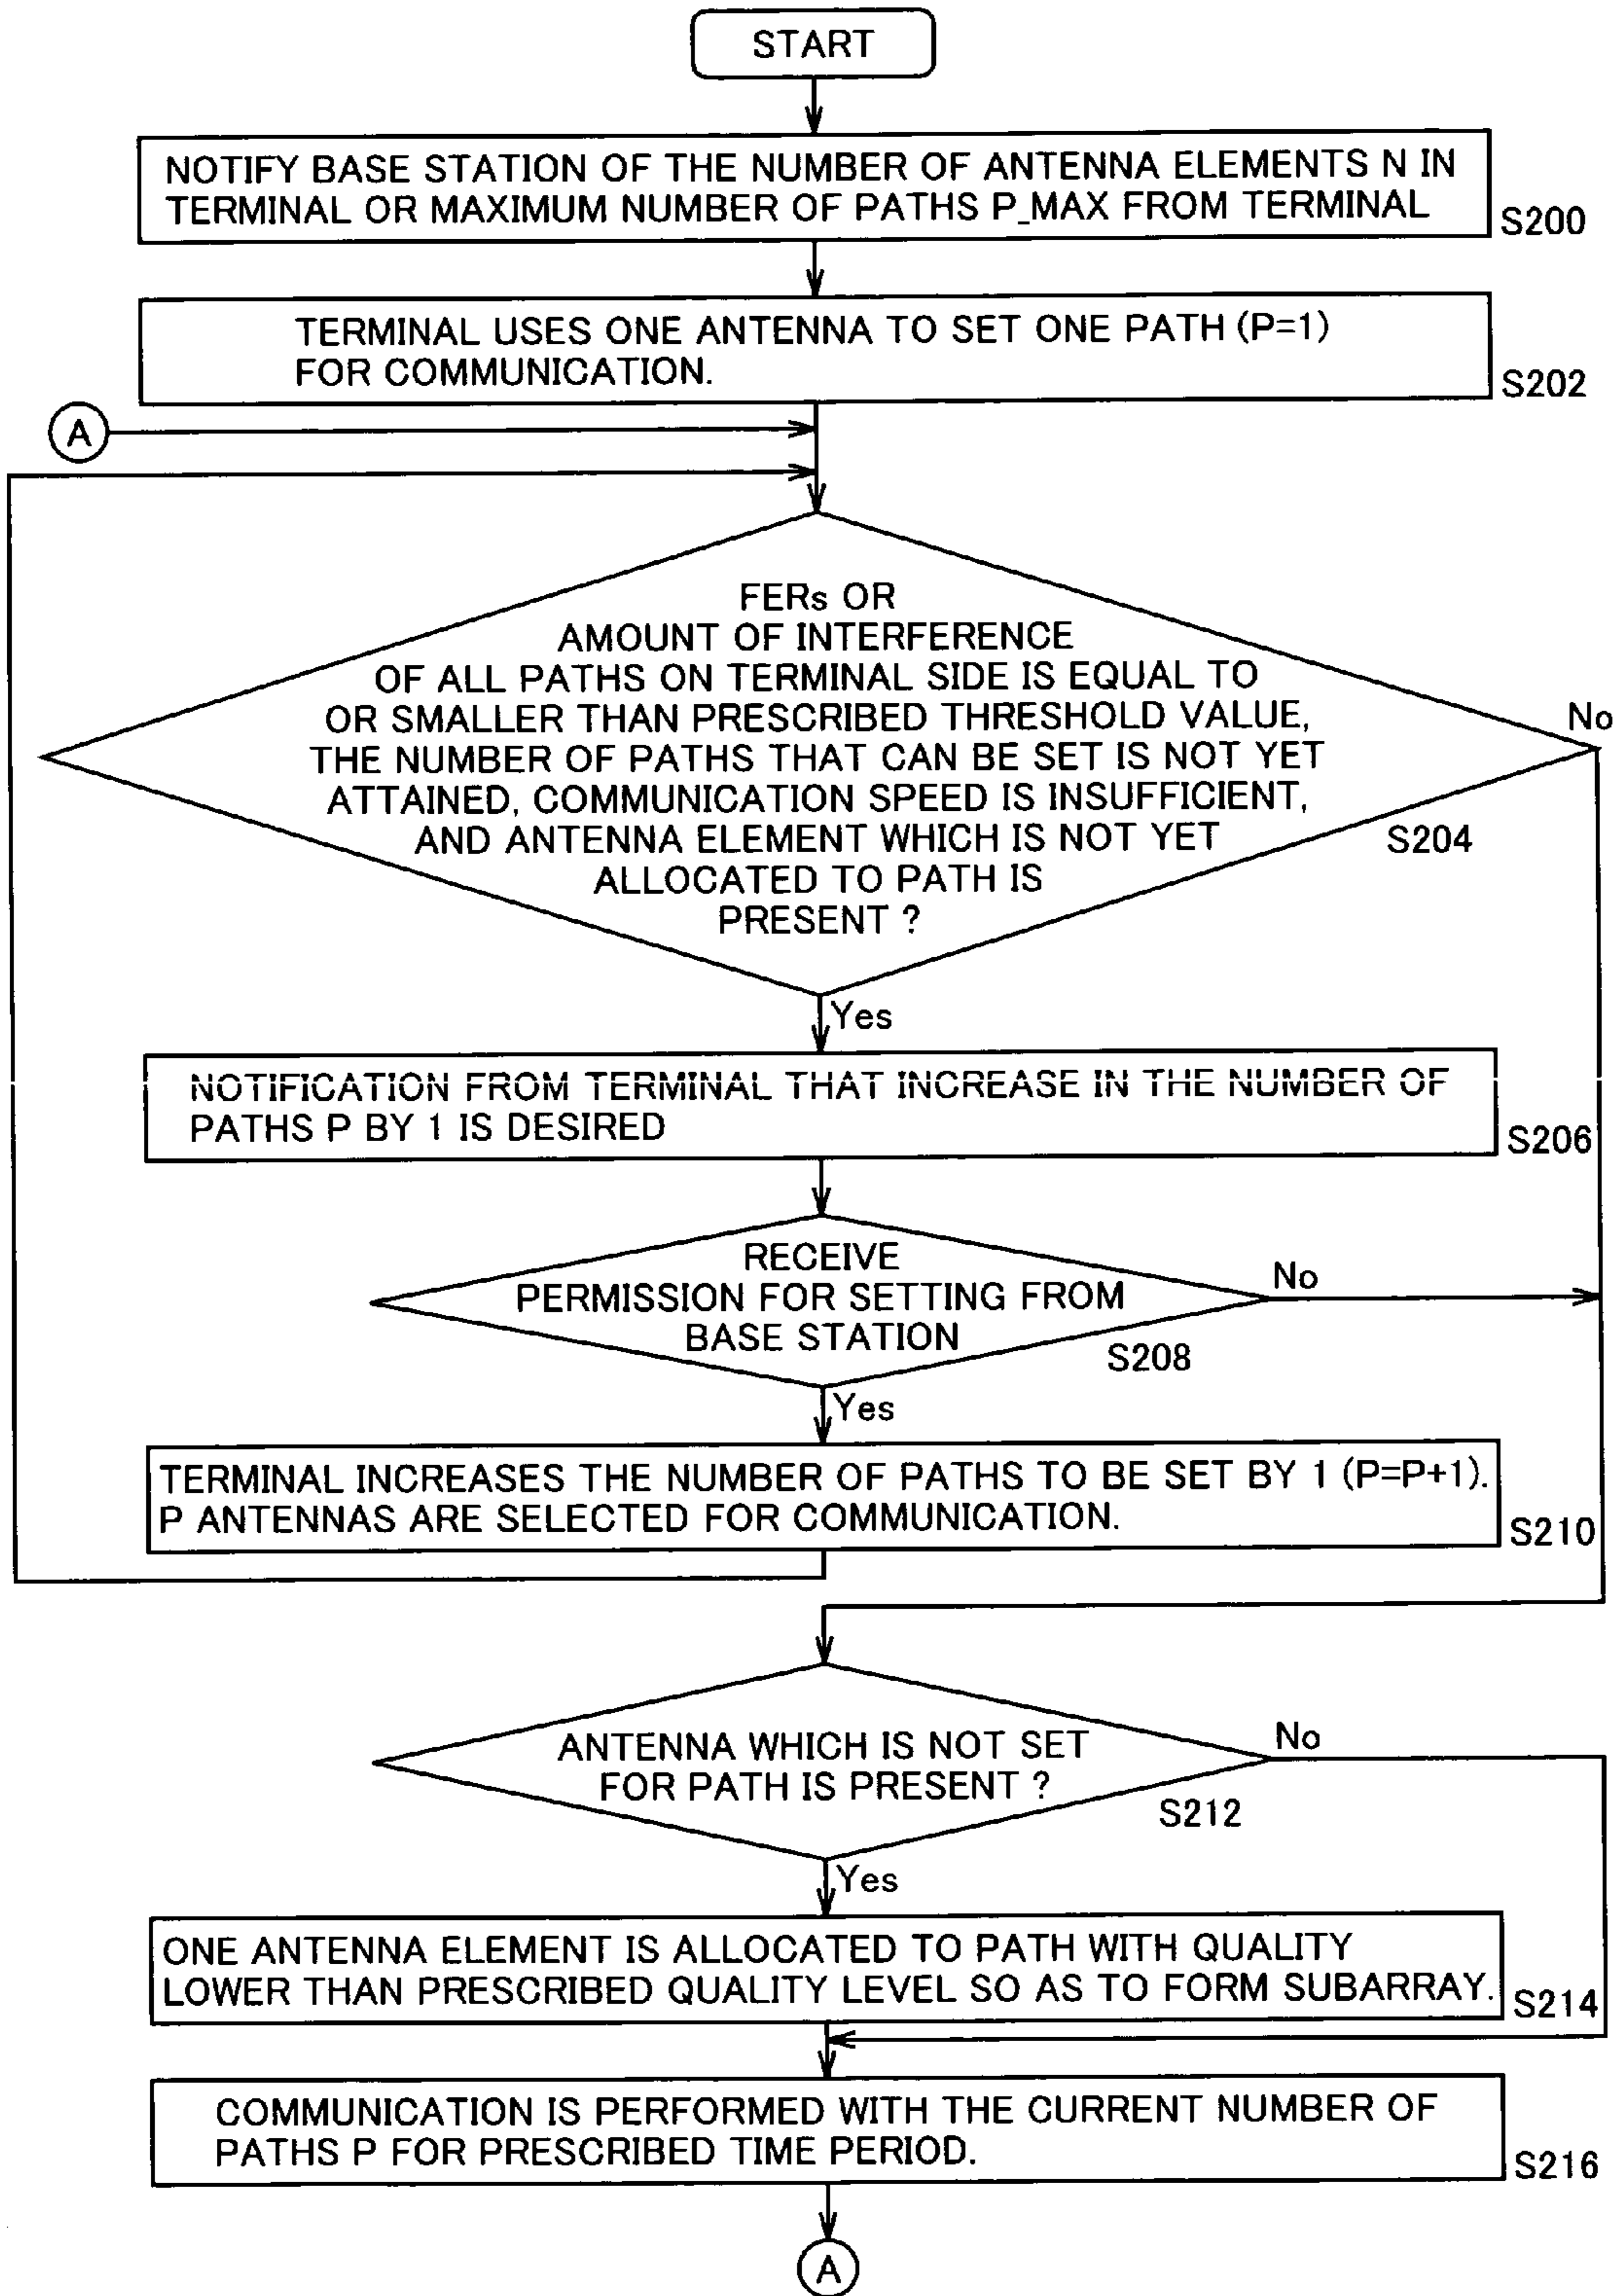 START
NOTIFY BASE STATION OF THE NUMBER OF ANTENNA ELEMENTS N IN
TERMINAL OR MAXIMUM NUMBER OF PATHS P_MAX FROM TERMINAL
S200
TERMINAL USES ONE ANTENNA TO SET ONE PATH (P=1)
FOR COMMUNICATION.
S202
A
FERs OR
AMOUNT OF INTERFERENCE
OF ALL PATHS ON TERMINAL SIDE IS EQUAL TO
OR SMALLER THAN PRESCRIBED THRESHOLD VALUE,
THE NUMBER OF PATHS THAT CAN BE SET IS NOT YET
ATTAINED, COMMUNICATION SPEED IS INSUFFICIENT,
AND ANTENNA ELEMENT WHICH IS NOT YET
ALLOCATED TO PATH IS
PRESENT ?
No
S204
Yes
NOTIFICATION FROM TERMINAL THAT INCREASE IN THE NUMBER OF
PATHS P BY 1 IS DESIRED
S206
RECEIVE
PERMISSION FOR SETTING FROM
BASE STATION
No
S208
Yes
TERMINAL INCREASES THE NUMBER OF PATHS TO BE SET BY 1 (P=P+1).
P ANTENNAS ARE SELECTED FOR COMMUNICATION.
S210
ANTENNA WHICH IS NOT SET
FOR PATH IS PRESENT ?
No
S212
Yes
ONE ANTENNA ELEMENT IS ALLOCATED TO PATH WITH QUALITY
LOWER THAN PRESCRIBED QUALITY LEVEL SO AS TO FORM SUBARRAY.
S214
COMMUNICATION IS PERFORMED WITH THE CURRENT NUMBER OF
PATHS P FOR PRESCRIBED TIME PERIOD.
S216
A